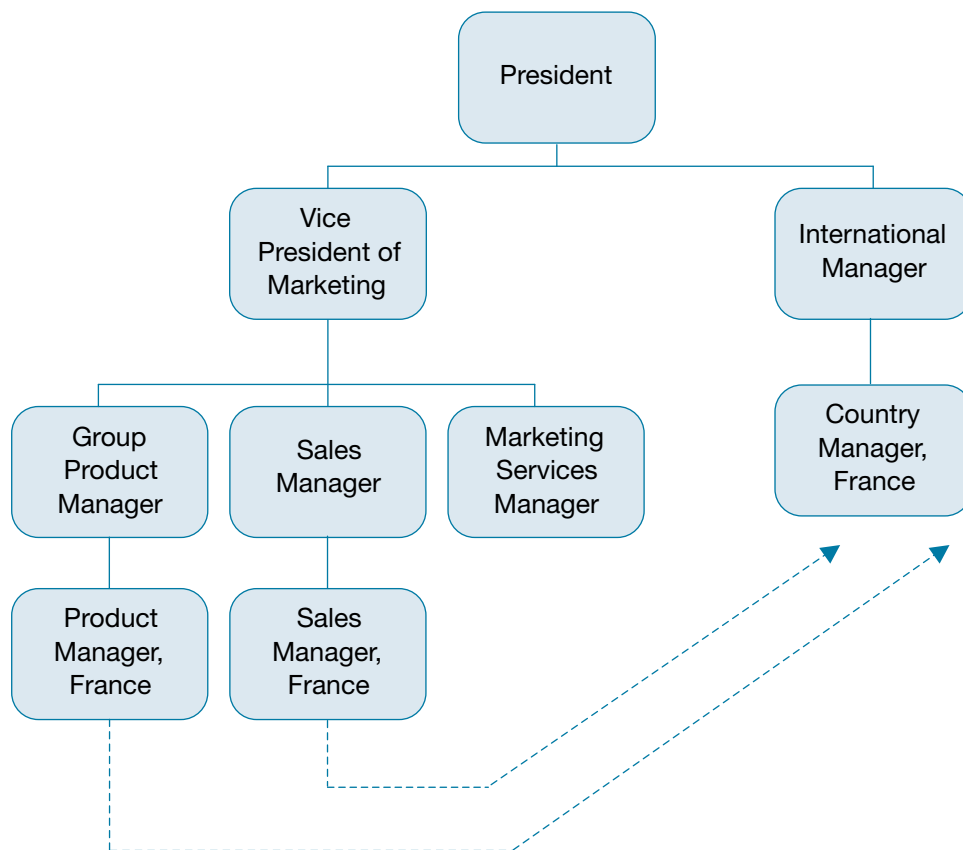 President
Vice
President of
Marketing
International
Manager
Group
Product
Manager
Sales
Manager
Marketing
Services
Manager
Country
Manager,
France
Product
Manager,
France
Sales
Manager,
France